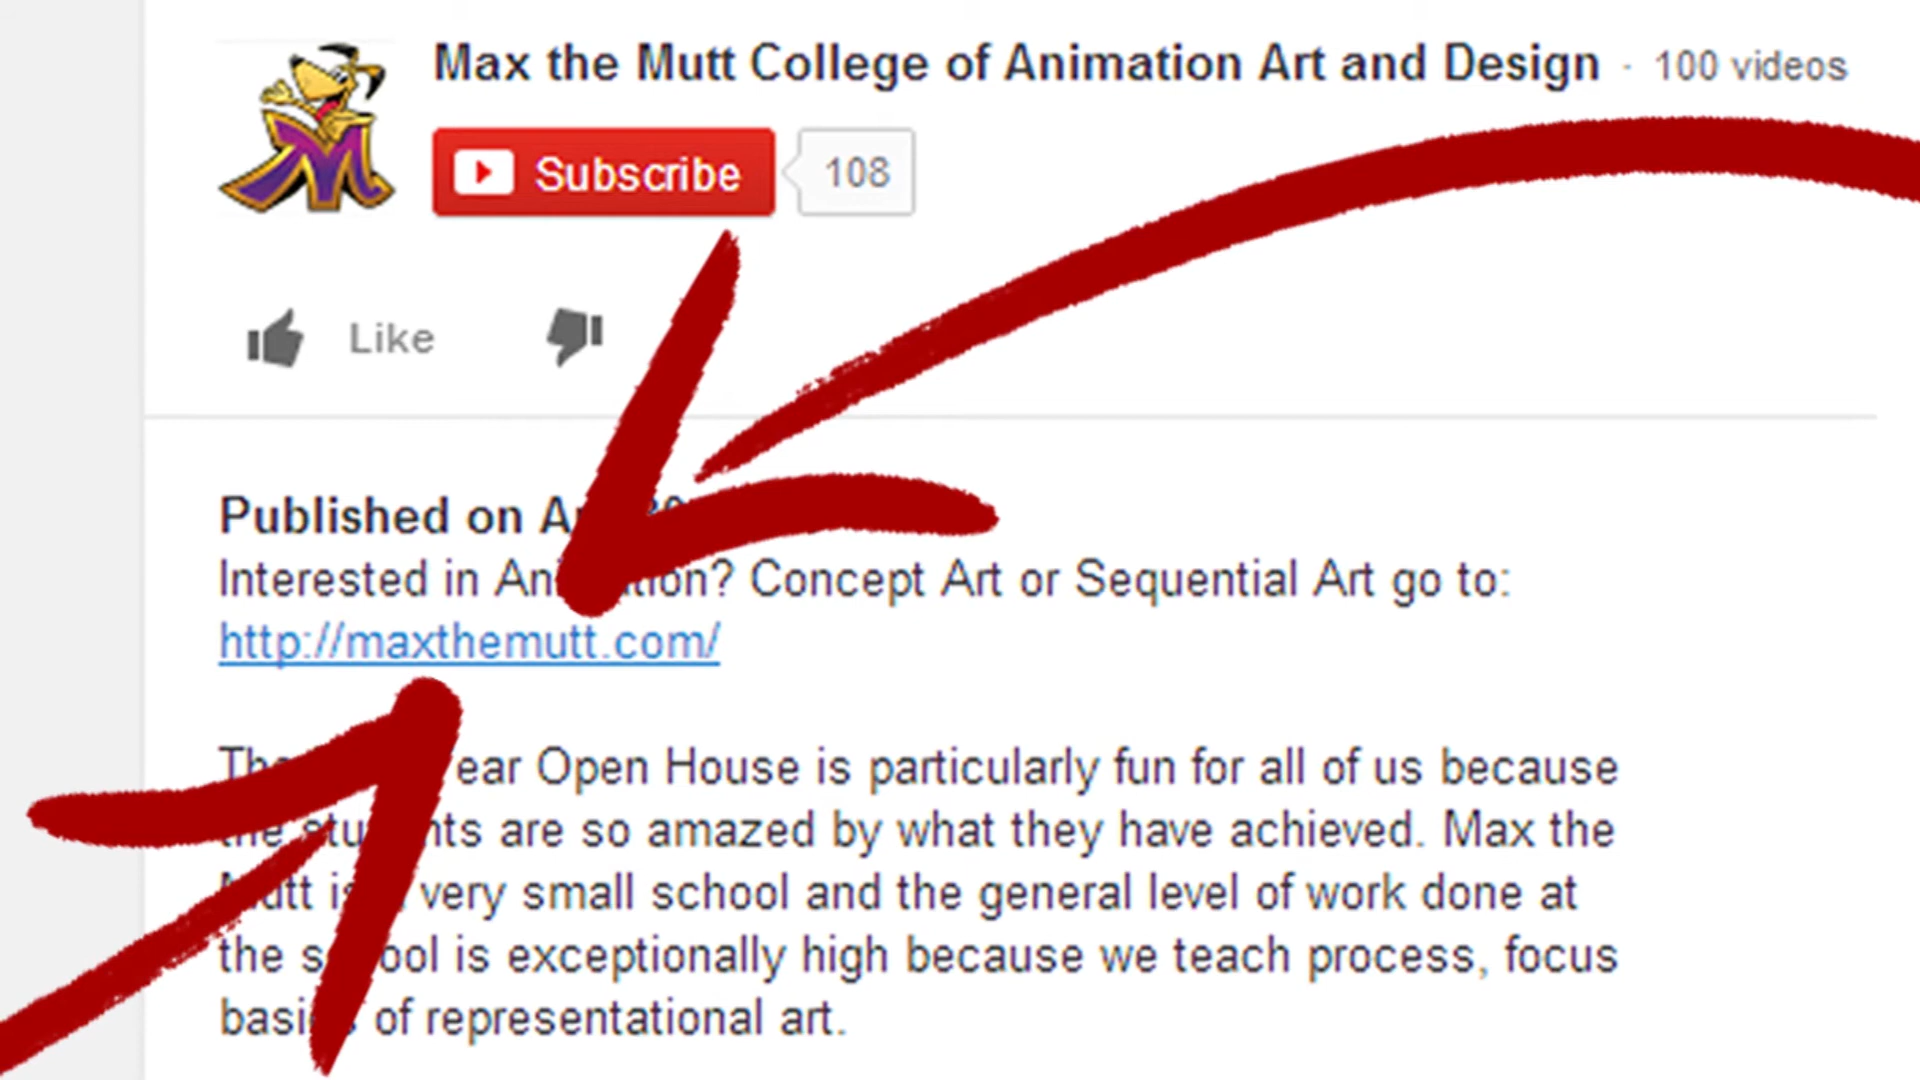 Max the Mutt College of Animation Art and Design · 100 videos
Subscribe 108
Like
Published on
Interested in Concept Art or Sequential Art go to:
http://maxthemutt.com/
Open House is particularly fun for all of us because
are so amazed by what they have achieved. Max the
very small school and the general level of work done at
the is exceptionally high because we teach process, focus
of representational art.